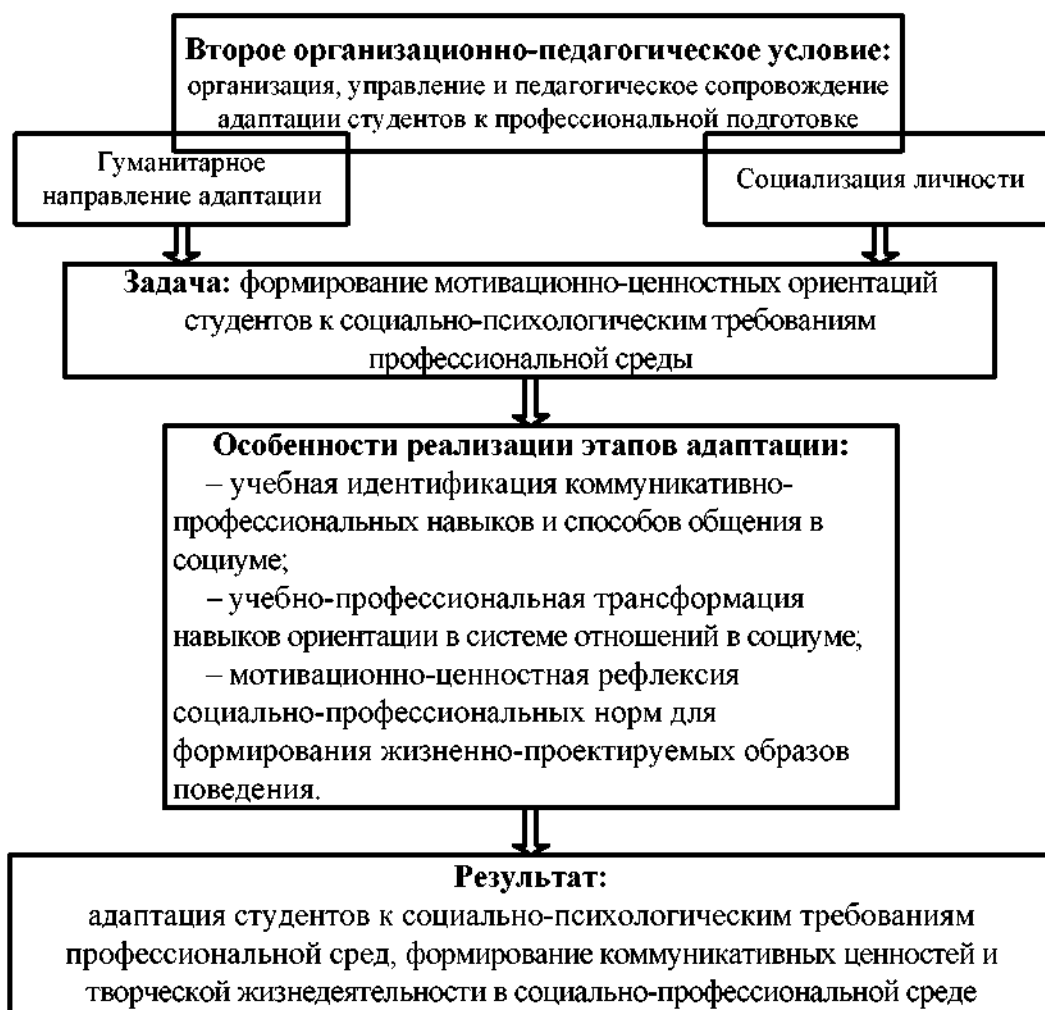 Второе организационно-педагогическое условие:
организация, управление и педагогическое сопровождение
адаптации студентов к профессиональной подготовке
Гуманитарное
направление адаптации
Социализация личности
Задача: формирование мотивационно-ценностных ориентаций
студентов к социально-психологическим требованиям
профессиональной среды
Особенности реализации этапов адаптации:
– учебная идентификация коммуникативно-
профессиональных навыков и способов общения в
социуме;
– учебно-профессиональная трансформация
навыков ориентации в системе отношений в социуме;
– мотивационно-ценностная рефлексия
социально-профессиональных норм для
формирования жизненно-проектируемых образов
поведения.
Результат:
адаптация студентов к социально-психологическим требованиям
профессиональной сред, формирование коммуникативных ценностей и
творческой жизнедеятельности в социально-профессиональной среде